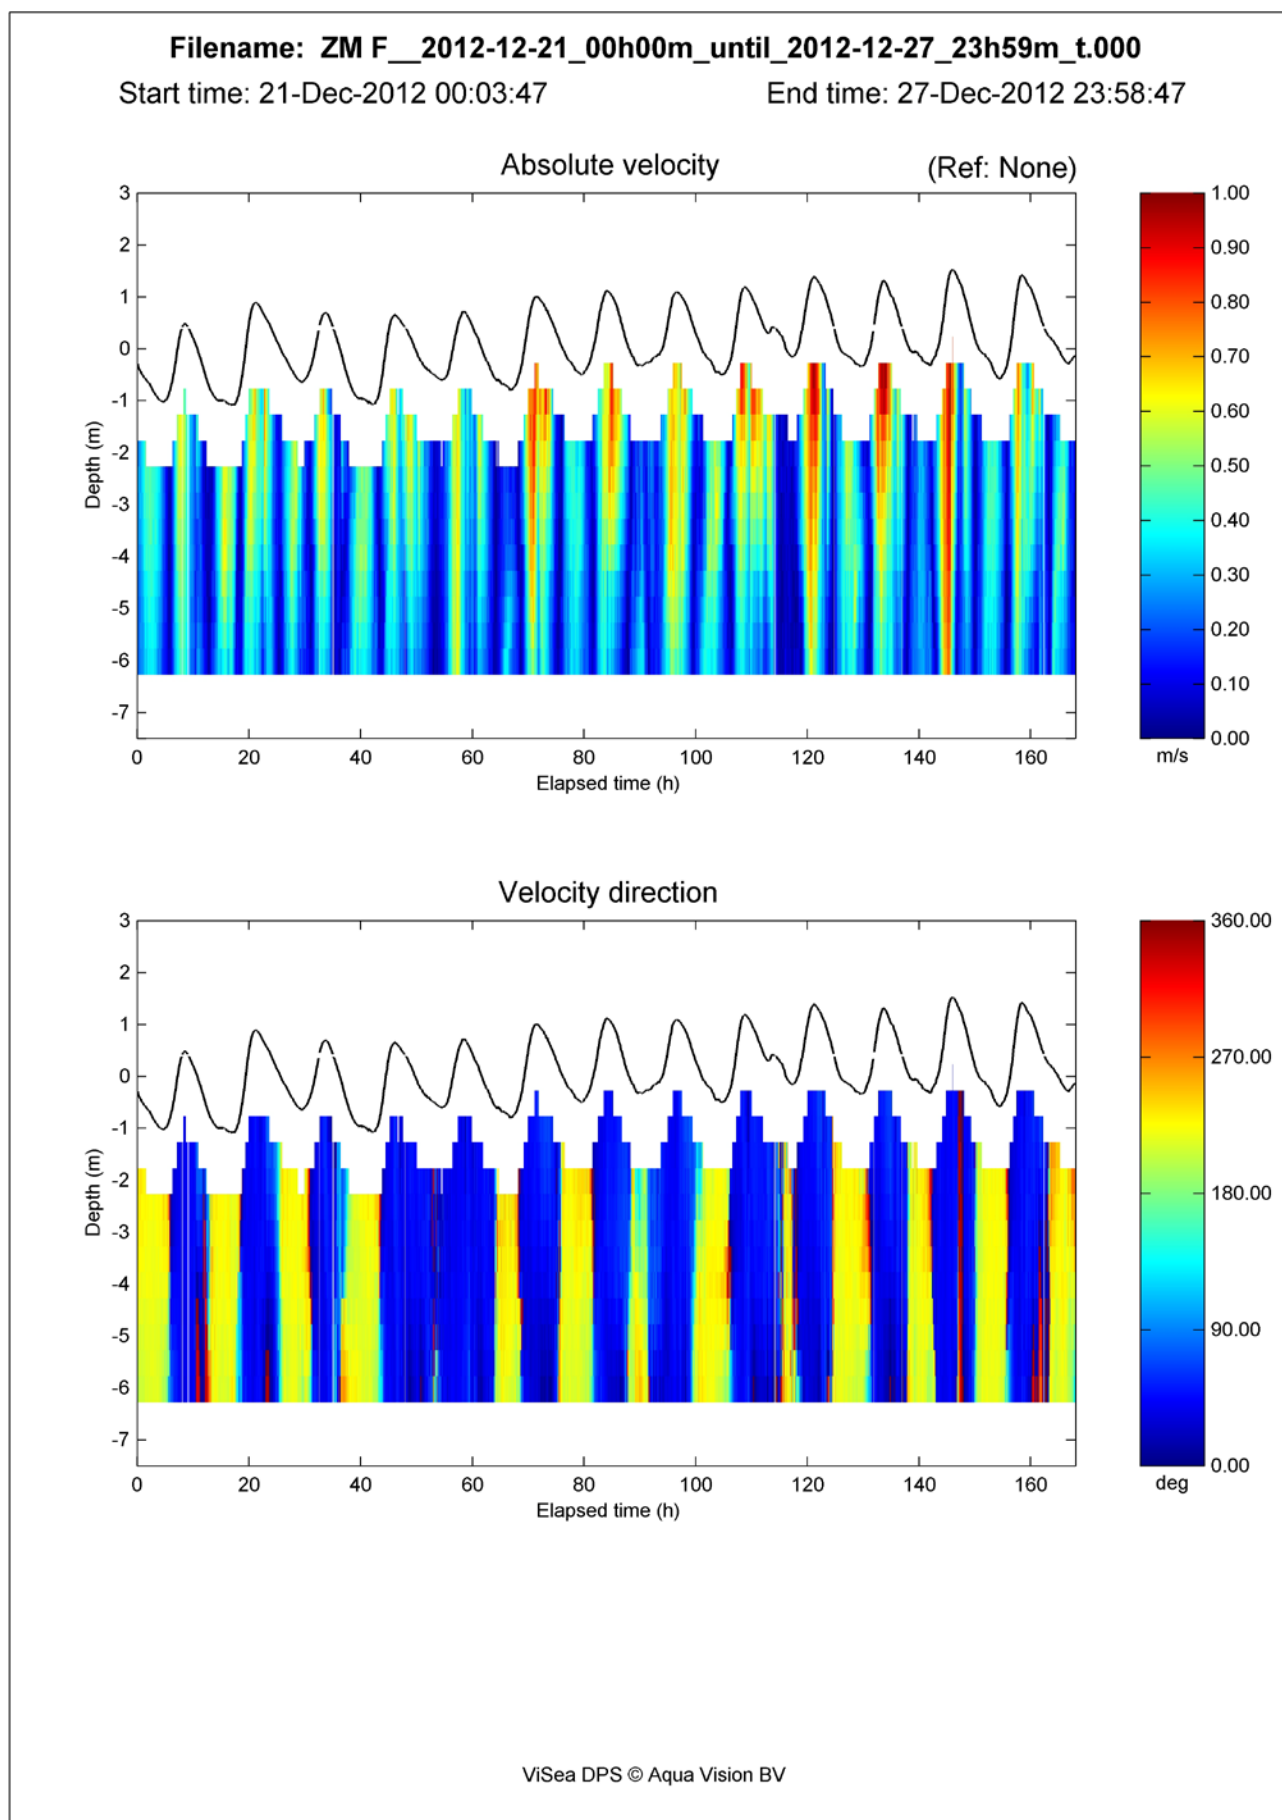 Filename: ZM F__2012-12-21_00h00m_until_2012-12-27_23h59m_t.000
Start time: 21-Dec-2012 00:03:47 End time: 27-Dec-2012 23:58:47
Absolute velocity (Ref: None)
3
2
1
0
-1
-2
-3
-4
-5
-6
-7
Depth (m)
0 20 40 60 80 100 120 140 160
Elapsed time (h)
1.00
0.90
0.80
0.70
0.60
0.50
0.40
0.30
0.20
0.10
0.00
m/s
Velocity direction
3
2
1
0
-1
-2
-3
-4
-5
-6
-7
Depth (m)
0 20 40 60 80 100 120 140 160
Elapsed time (h)
360.00
270.00
180.00
90.00
0.00
deg
ViSea DPS © Aqua Vision BV